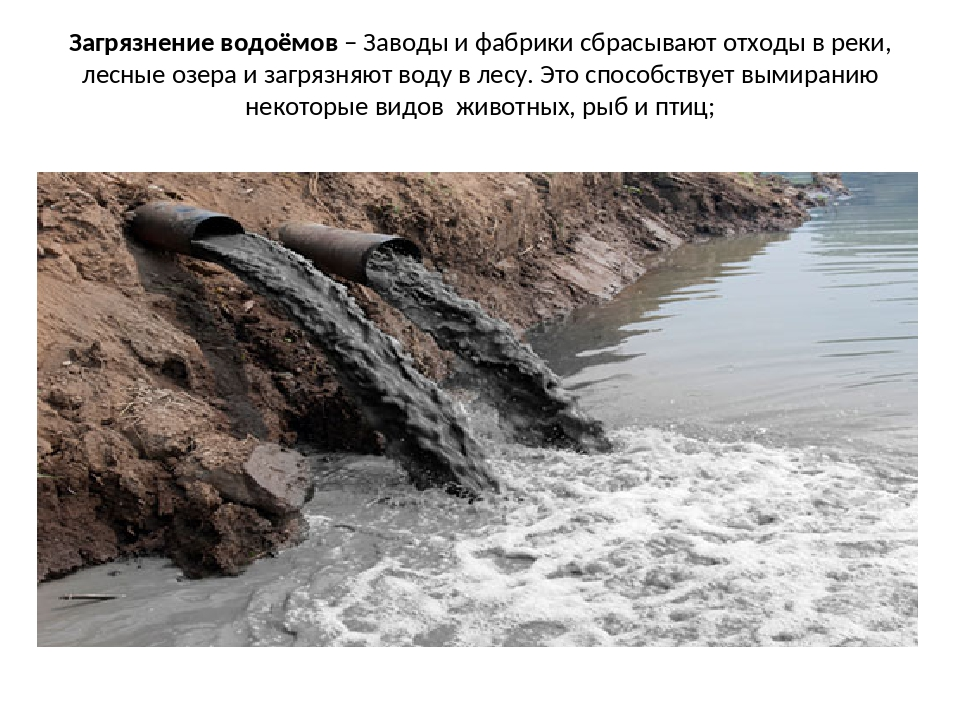 Загрязнение водоёмов – Заводы и фабрики сбрасывают отходы в реки,
лесные озера и загрязняют воду в лесу. Это способствует вымиранию
некоторые видов  животных, рыб и птиц;